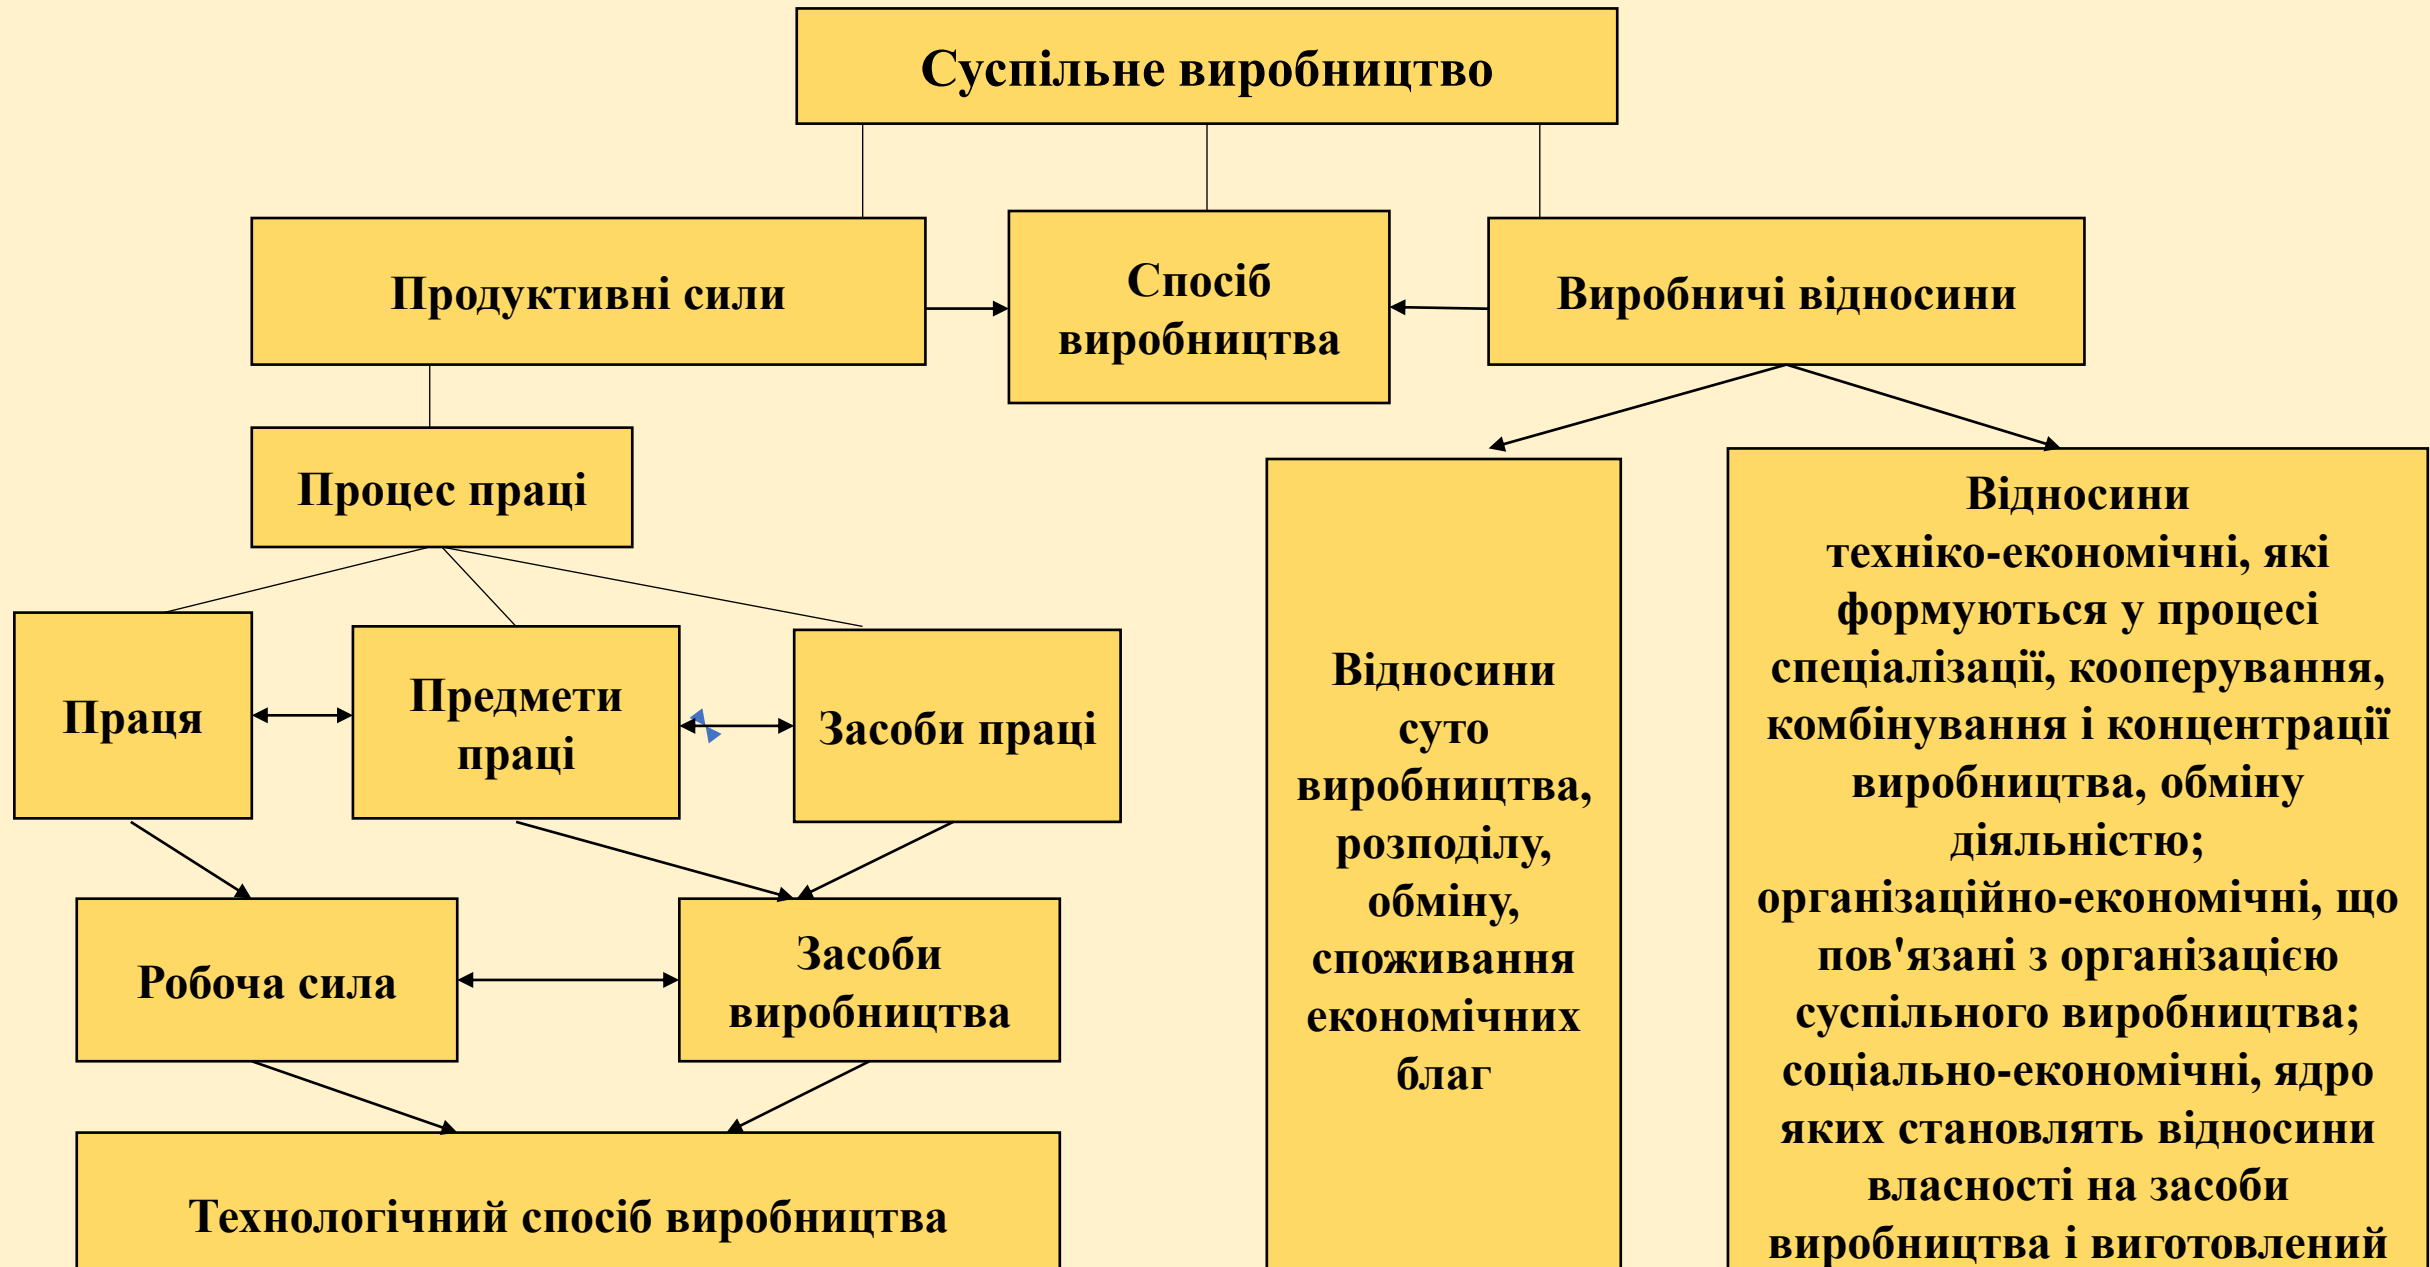 Суспільне виробництво
Продуктивні сили
Спосіб
виробництва
Виробничі відносини
Процес праці
Праця
Предмети
праці
Засоби праці
Робоча сила
Засоби
виробництва
Технологічний спосіб виробництва
Відносини
суто
виробництва,
розподілу,
обміну,
споживання
економічних
благ
Відносини
техніко-економічні, які
формуються у процесі
спеціалізації, кооперування,
комбінування і концентрації
виробництва, обміну
діяльністю;
організаційно-економічні, що
пов'язані з організацією
суспільного виробництва;
соціально-економічні, ядро
яких становлять відносини
власності на засоби
виробництва і виготовлений